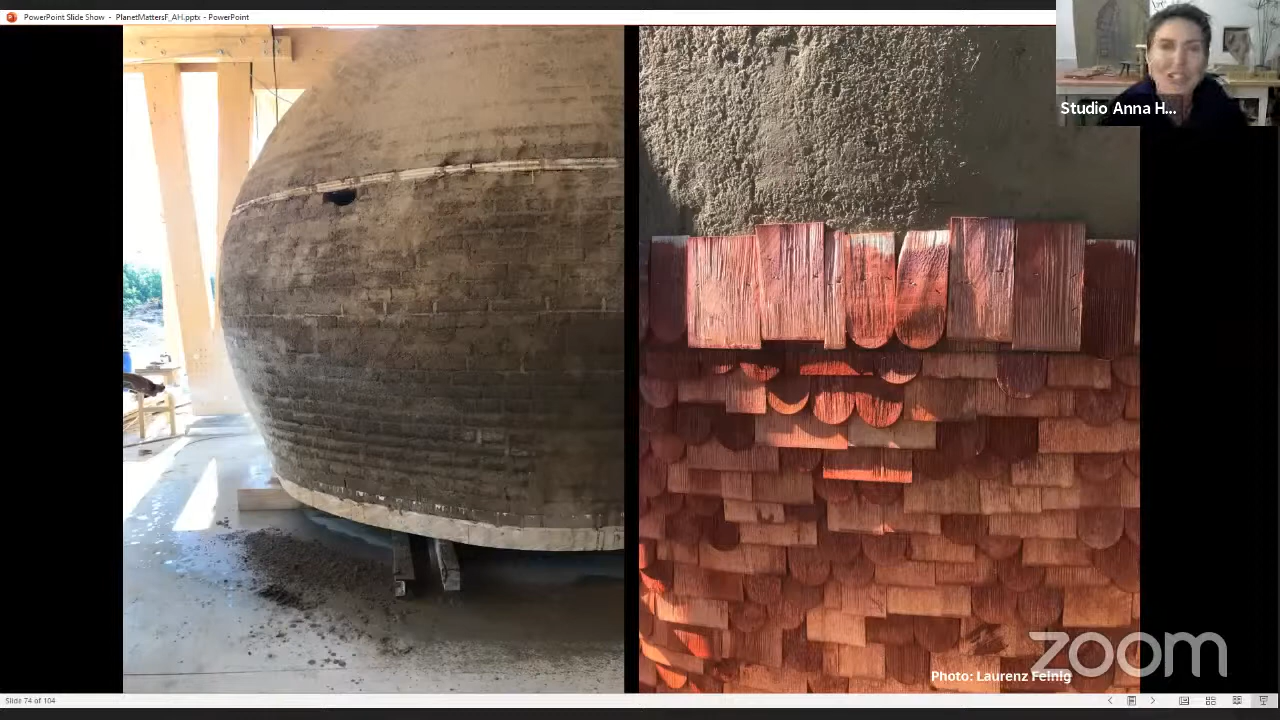 PowerPoint Slide Show - PlanetMattersF_AH.pptx - PowerPoint
Studio Anna H...
Photo: Laurenz Feinig
zoom
Slide 74 of 104